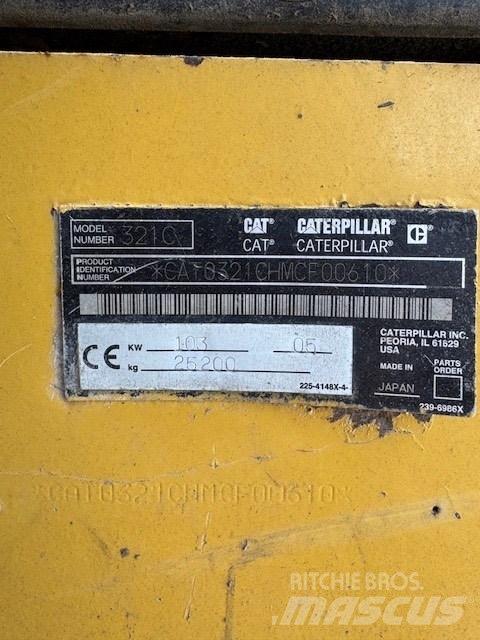 MODEL NUMBER 321C CAT® CATERPILLAR®
CAT® CATERPILLAR®
PRODUCT IDENTIFICATION NUMBER *CAT0321CHMCF00610*
CE KW 103 05
kg 25200
225-4148X-4-
CATERPILLAR INC.
PEORIA, IL 61629
USA
MADE IN JAPAN
PARTS ORDER
239-6986X
*CAT0321CHMCF00610*
RITCHIE BROS.
MASCUS